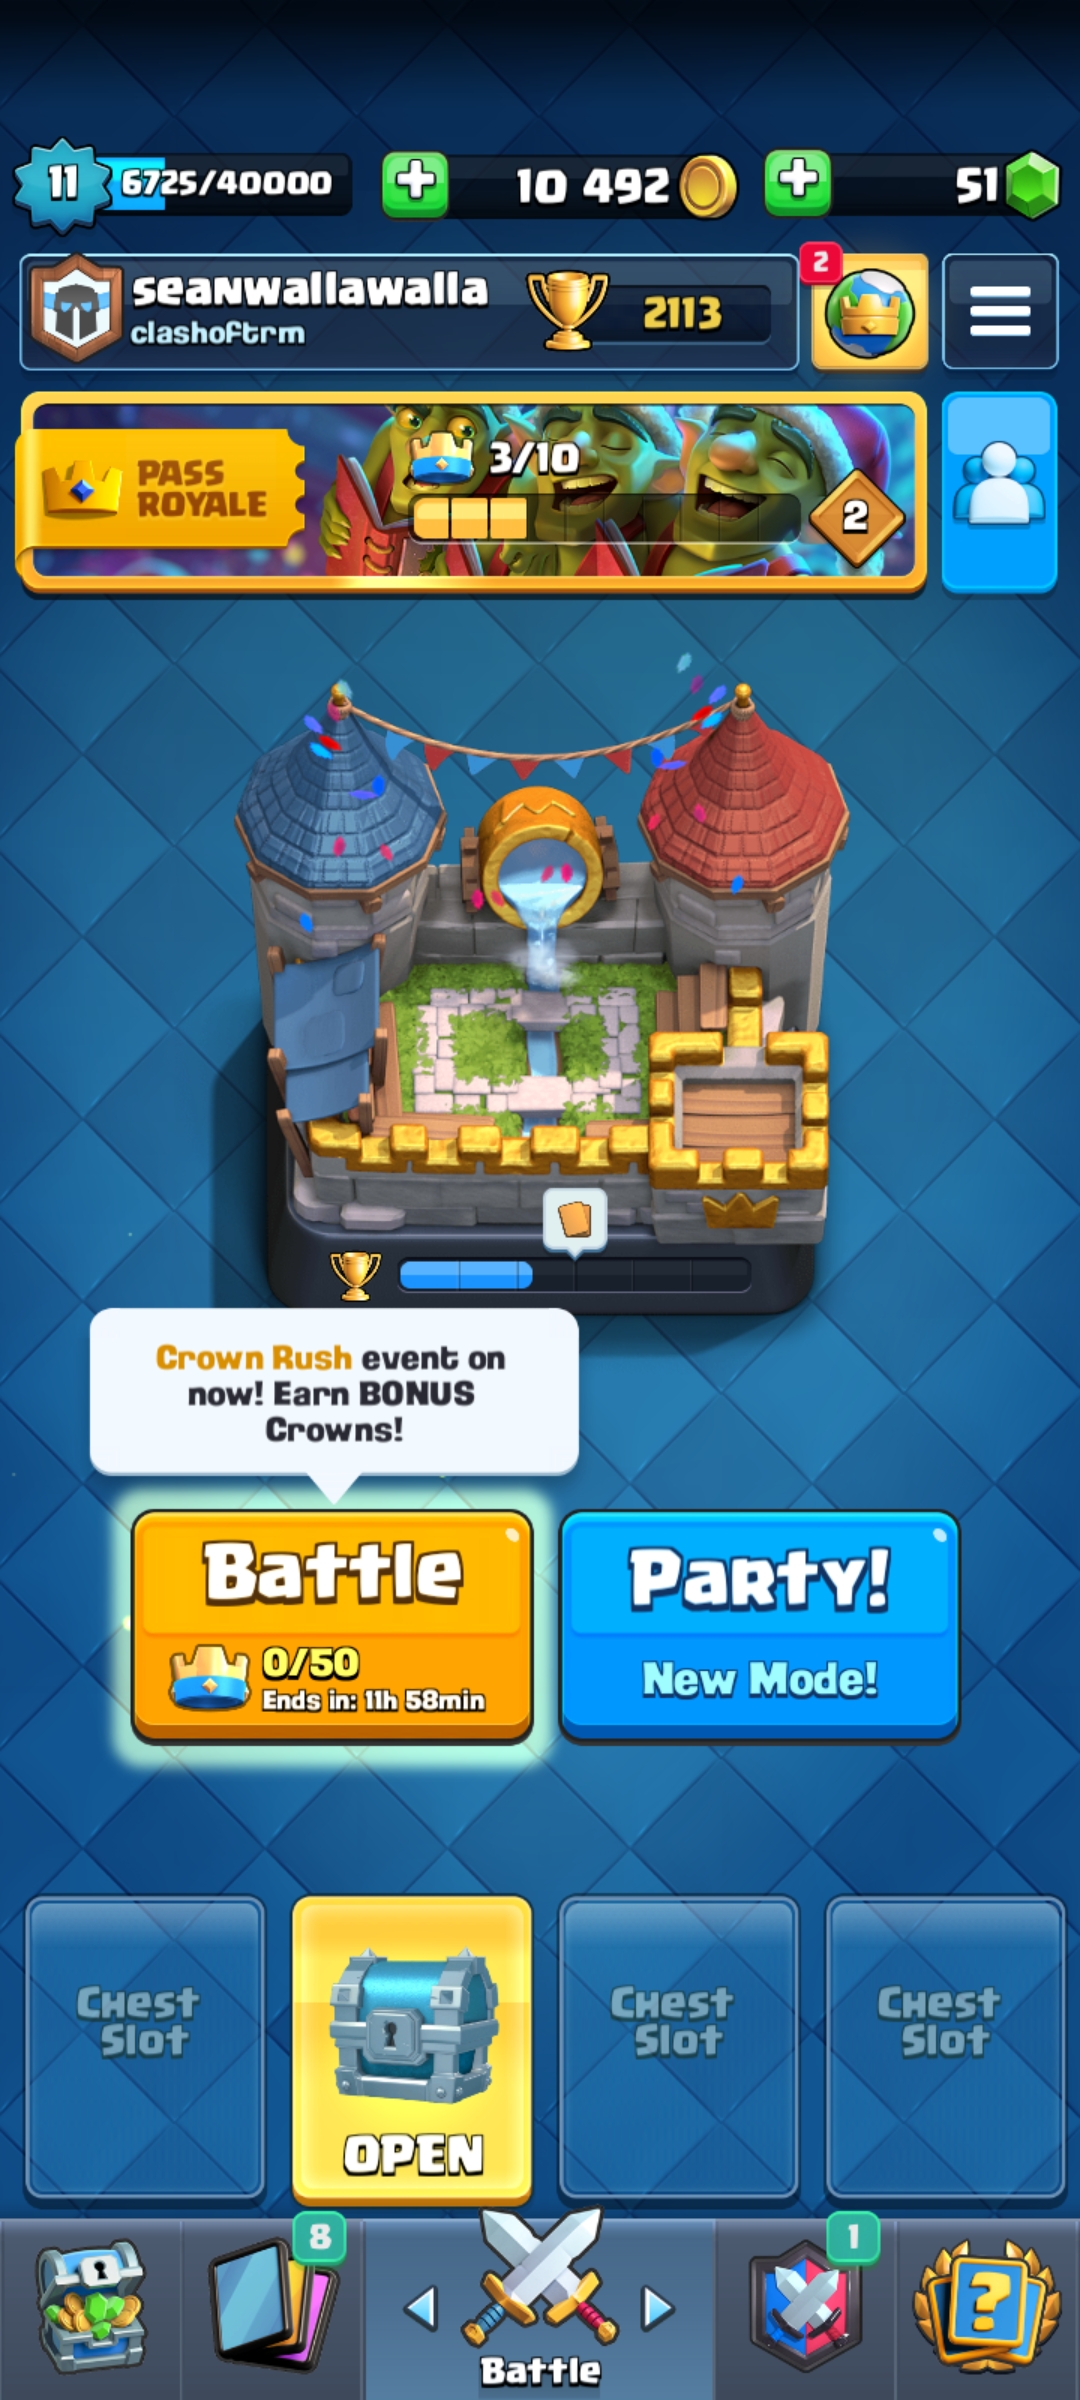 11
6725/40000
10 492
51
seanwallawalla
clashoftrm
2113
2
PASS
ROYALE
3/10
2
Crown Rush event on
now! Earn BONUS
Crowns!
Battle
0/50
Ends in: 11h 58min
Party!
New Mode!
Chest
Slot
OPEN
Chest
Slot
Chest
Slot
8
1
?
Battle